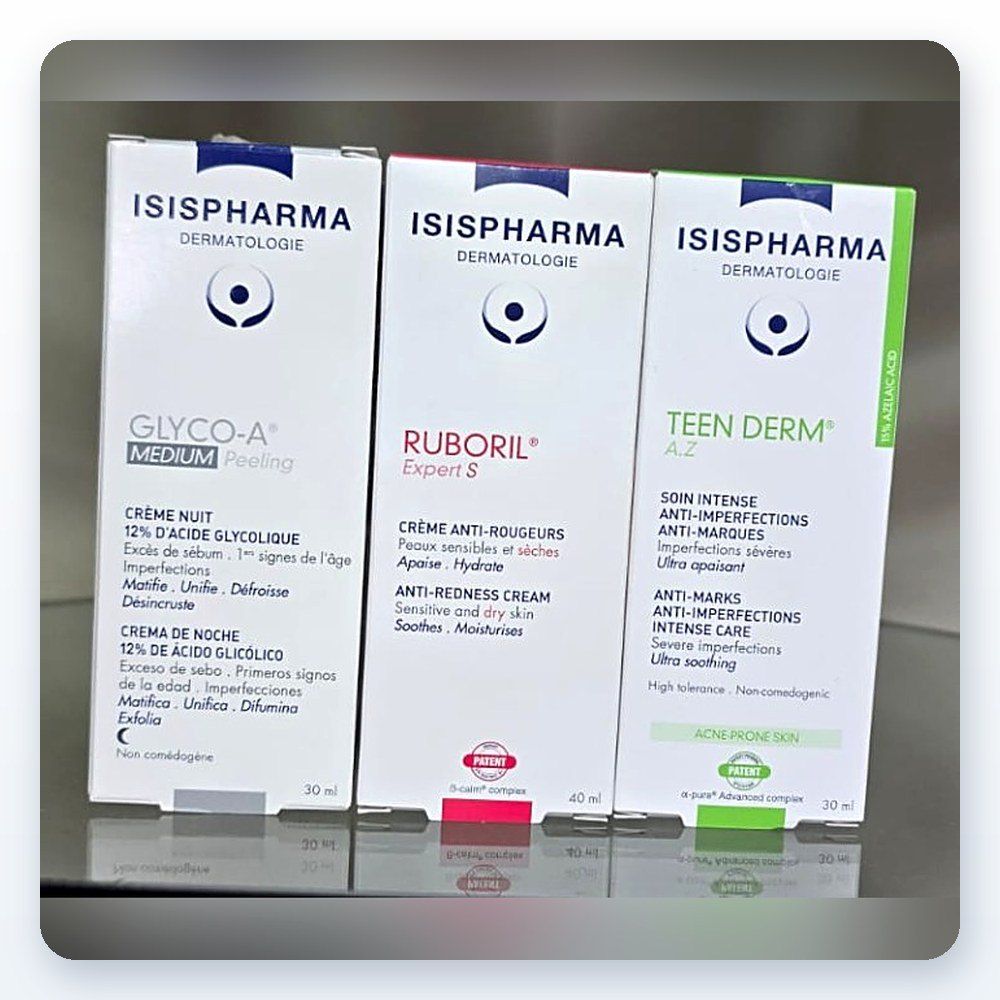 ISISPHARMA
DERMATOLOGIE
GLYCO-A®
MEDIUM Peeling
CRÈME NUIT
12% D'ACIDE GLYCOLIQUE
Excès de sébum . 1ers signes de l'âge
Imperfections
Matifie . Unifie . Défroisse
Désincruste
CREMA DE NOCHE
12% DE ÁCIDO GLICÓLICO
Exceso de sebo . Primeros signos
de la edad . Imperfecciones
Matifica . Unifica . Difumina
Exfolia
Non comédogène
30 ml
ISISPHARMA
DERMATOLOGIE
RUBORIL®
Expert S
CRÈME ANTI-ROUGEURS
Peaux sensibles et sèches
Apaise . Hydrate
ANTI-REDNESS CREAM
Sensitive and dry skin
Soothes . Moisturises
PATENT
β-calm® complex
40 ml
ISISPHARMA
DERMATOLOGIE
15% AZELAIC ACID
TEEN DERM®
A.Z
SOIN INTENSE
ANTI-IMPERFECTIONS
ANTI-MARQUES
Imperfections sévères
Ultra apaisant
ANTI-MARKS
ANTI-IMPERFECTIONS
INTENSE CARE
Severe imperfections
Ultra soothing
High tolerance . Non-comedogenic
ACNE-PRONE SKIN
PATENT
α-pure® Advanced complex
30 ml